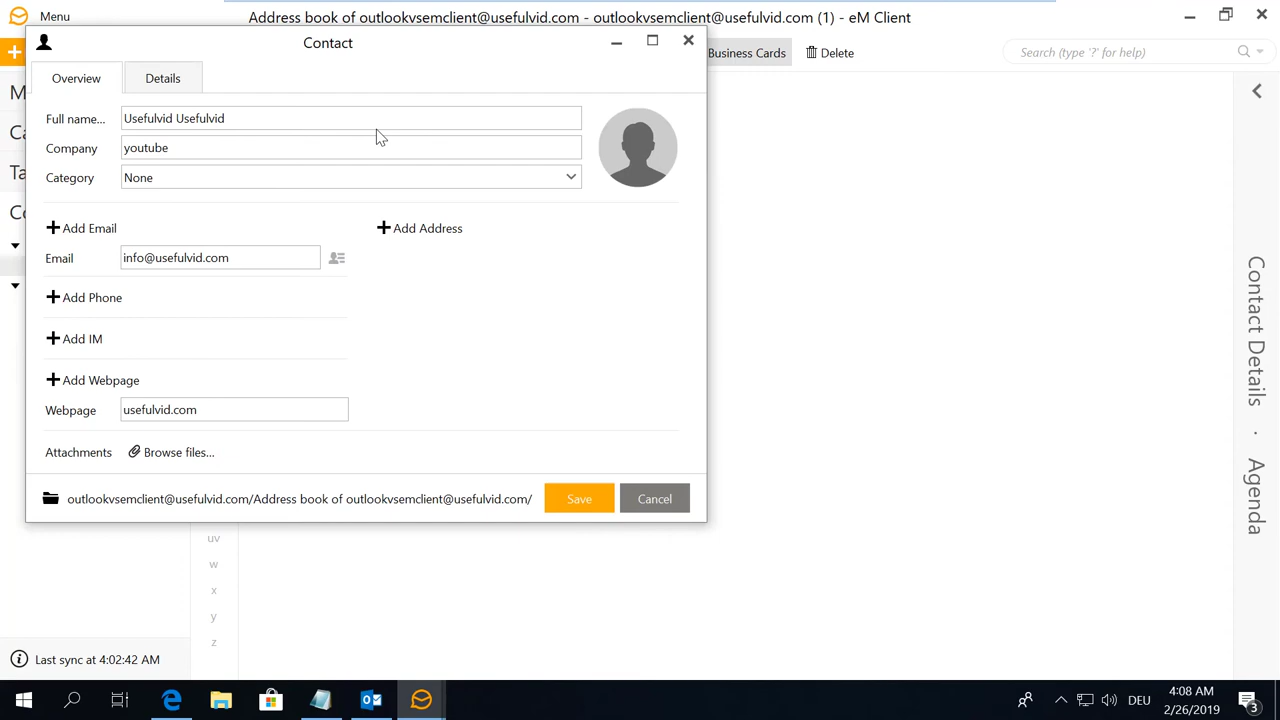 Menu
Address book of outlookvsemclient@usefulvid.com - outlookvsemclient@usefulvid.com (1) - eM Client
Contact
Business Cards
Delete
Search (type '?' for help)
Overview
Details
Full name...
Usefulvid Usefulvid
Company
youtube
Category
None
Add Email
Add Address
Email
info@usefulvid.com
Add Phone
Add IM
Add Webpage
Webpage
usefulvid.com
Attachments
Browse files...
outlookvsemclient@usefulvid.com/Address book of outlookvsemclient@usefulvid.com/
Save
Cancel
Contact Details
·
Agenda
uv
w
x
y
z
Last sync at 4:02:42 AM
DEU
4:08 AM
2/26/2019
3